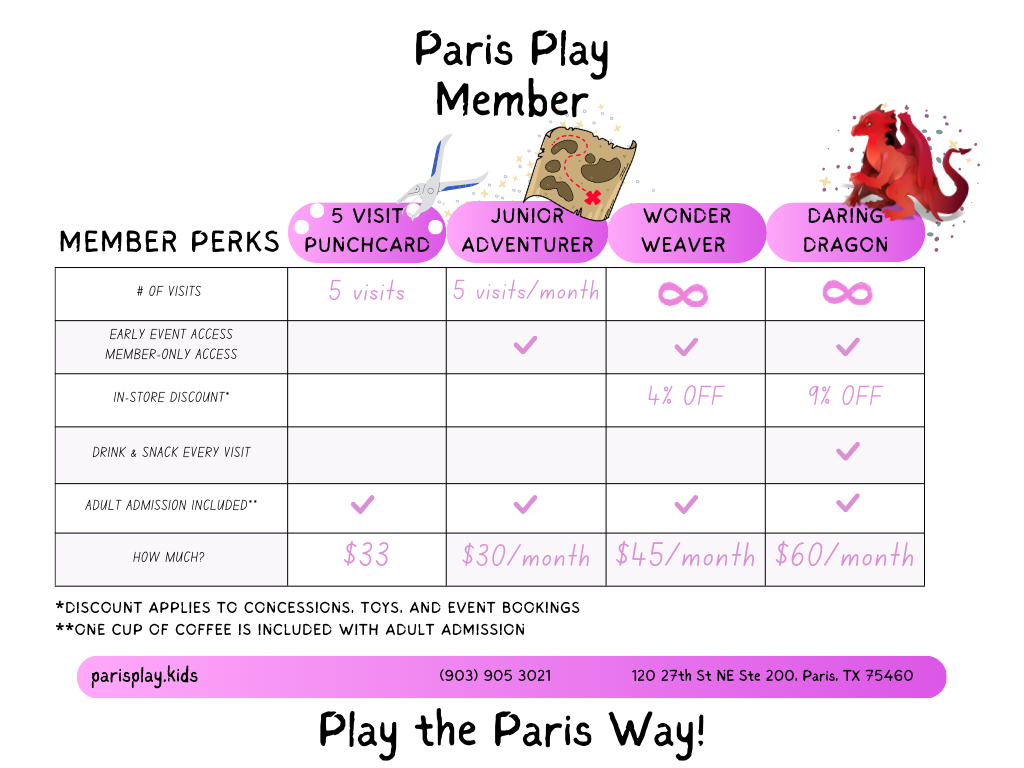 Paris Play
Member
MEMBER PERKS
5 VISIT
PUNCHCARD
JUNIOR
ADVENTURER
WONDER
WEAVER
DARING
DRAGON
# OF VISITS
5 visits
5 visits/month
∞
∞
EARLY EVENT ACCESS
MEMBER-ONLY ACCESS
IN-STORE DISCOUNT*
4% OFF
9% OFF
DRINK & SNACK EVERY VISIT
ADULT ADMISSION INCLUDED**
HOW MUCH?
$33
$30/month
$45/month
$60/month
*DISCOUNT APPLIES TO CONCESSIONS, TOYS, AND EVENT BOOKINGS
**ONE CUP OF COFFEE IS INCLUDED WITH ADULT ADMISSION
parisplay.kids
(903) 905 3021
120 27th St NE Ste 200, Paris, TX 75460
Play the Paris Way!